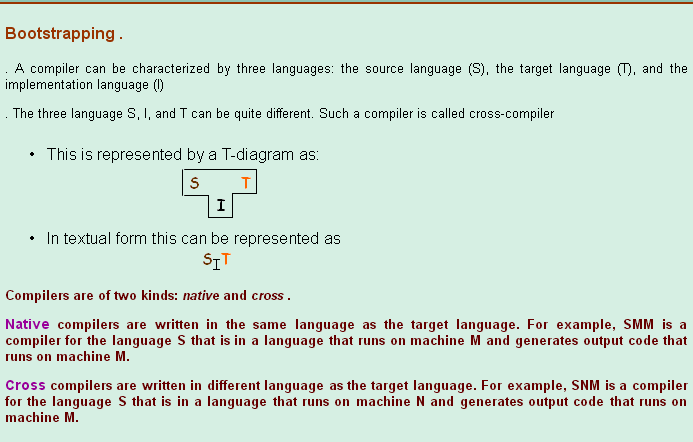 Bootstrapping .
. A compiler can be characterized by three languages: the source language (S), the target language (T), and the
implementation language (I)
. The three language S, I, and T can be quite different. Such a compiler is called cross-compiler
• This is represented by a T-diagram as:
S T
I
• In textual form this can be represented as
SIT
Compilers are of two kinds: native and cross .
Native compilers are written in the same language as the target language. For example, SMM is a
compiler for the language S that is in a language that runs on machine M and generates output code that
runs on machine M.
Cross compilers are written in different language as the target language. For example, SNM is a compiler
for the language S that is in a language that runs on machine N and generates output code that runs on
machine M.